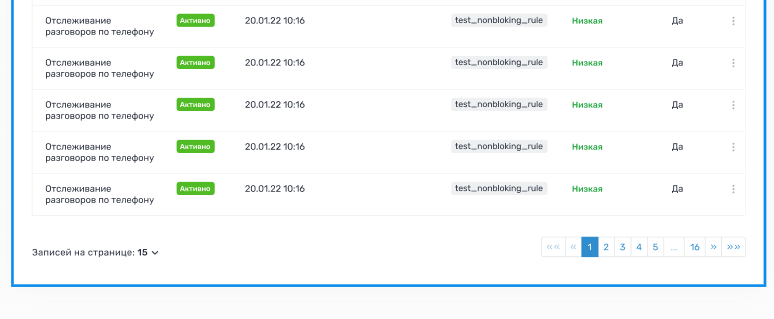 Отслеживание Активно 20.01.22 10:16 test_nonbloking_rule Низкая Да
разговоров по телефону
Отслеживание Активно 20.01.22 10:16 test_nonbloking_rule Низкая Да
разговоров по телефону
Отслеживание Активно 20.01.22 10:16 test_nonbloking_rule Низкая Да
разговоров по телефону
Отслеживание Активно 20.01.22 10:16 test_nonbloking_rule Низкая Да
разговоров по телефону
Отслеживание Активно 20.01.22 10:16 test_nonbloking_rule Низкая Да
разговоров по телефону
Записей на странице: 15 «« « 1 2 3 4 5 ... 16 » »»